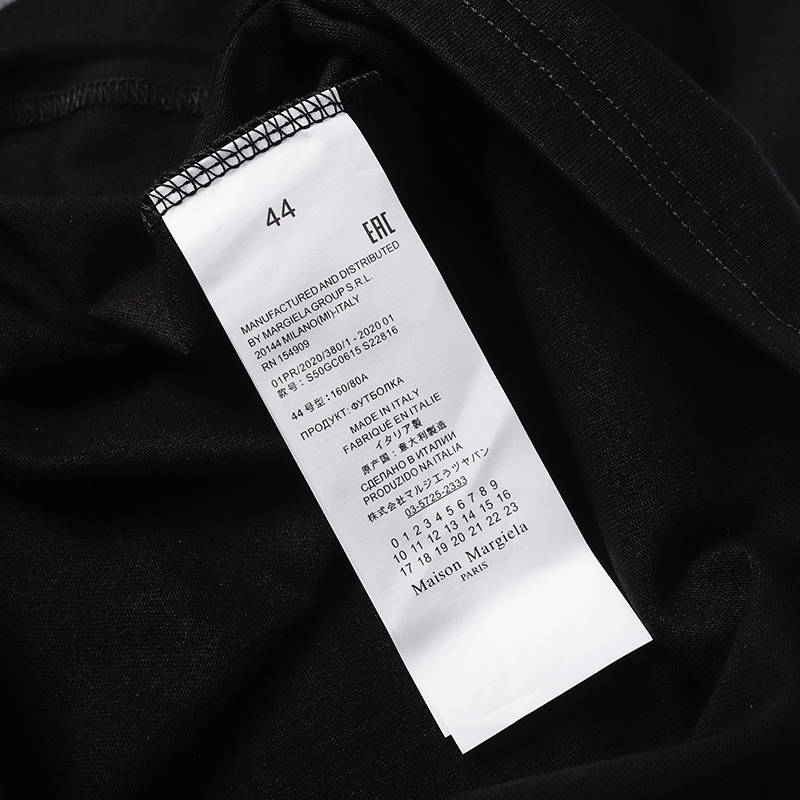 44
EAC
MANUFACTURED AND DISTRIBUTED
BY MARGIELA GROUP S.R.L.
20144 MILANO(MI)-ITALY
RN 154909
01PR/2020/380/1 - 2020 01
款号: S50GC0615 S22816
44 号型:160/80A
ПРОДУКТ: ФУТБОЛКА
MADE IN ITALY
FABRIQUÉ EN ITALIE
イタリア製
原产国: 意大利制造
СДЕЛАНО В ИТАЛИИ
PRODUZIDO NA ITALIA
株式会社マルジエラヅヤバン
03-5725-2333
0 1 2 3 4 5 6 7 8 9
10 11 12 13 14 15 16
17 18 19 20 21 22 23
Maison Margiela
PARIS